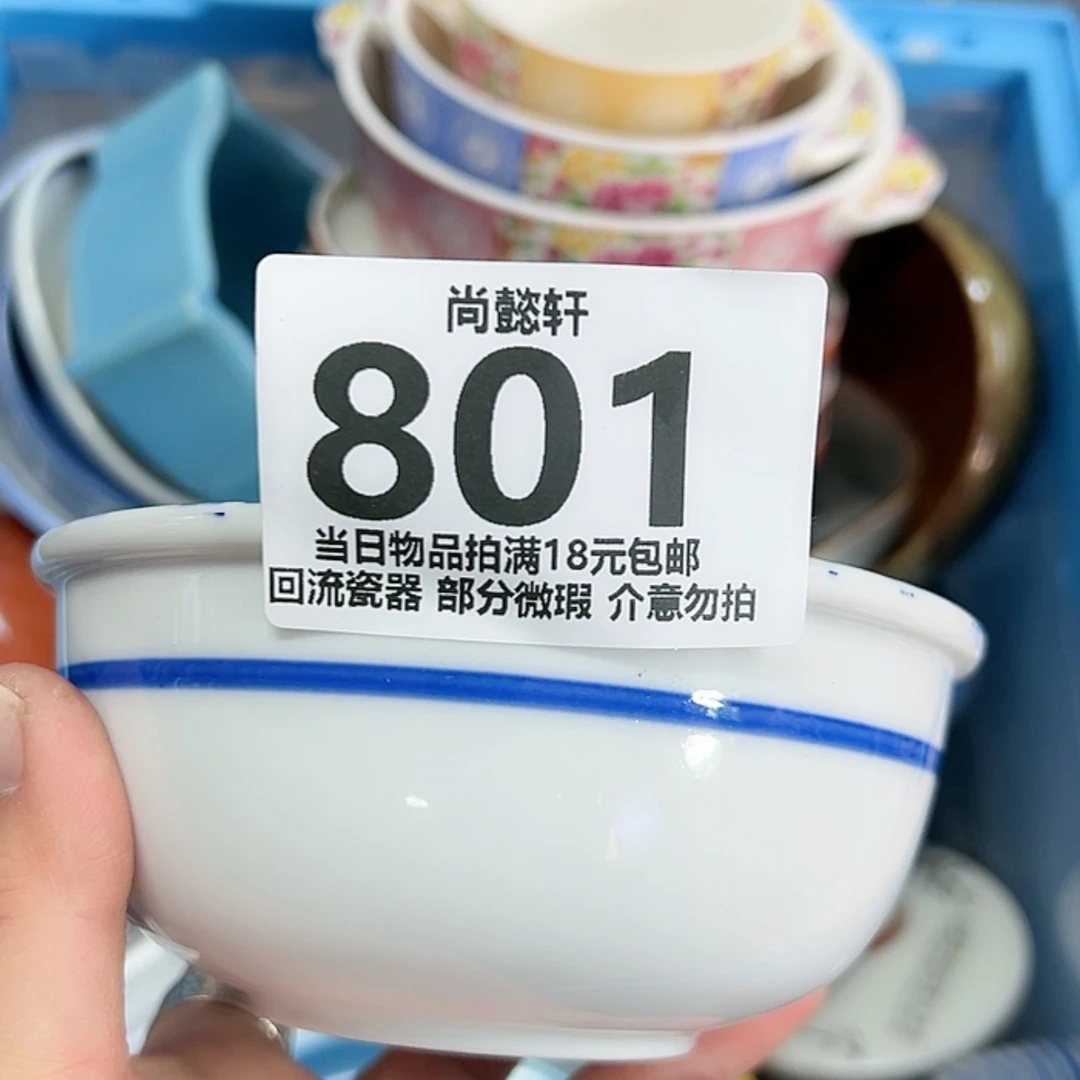 尚懿轩
801
当日物品拍满18元包邮
回流瓷器 部分微瑕 介意勿拍